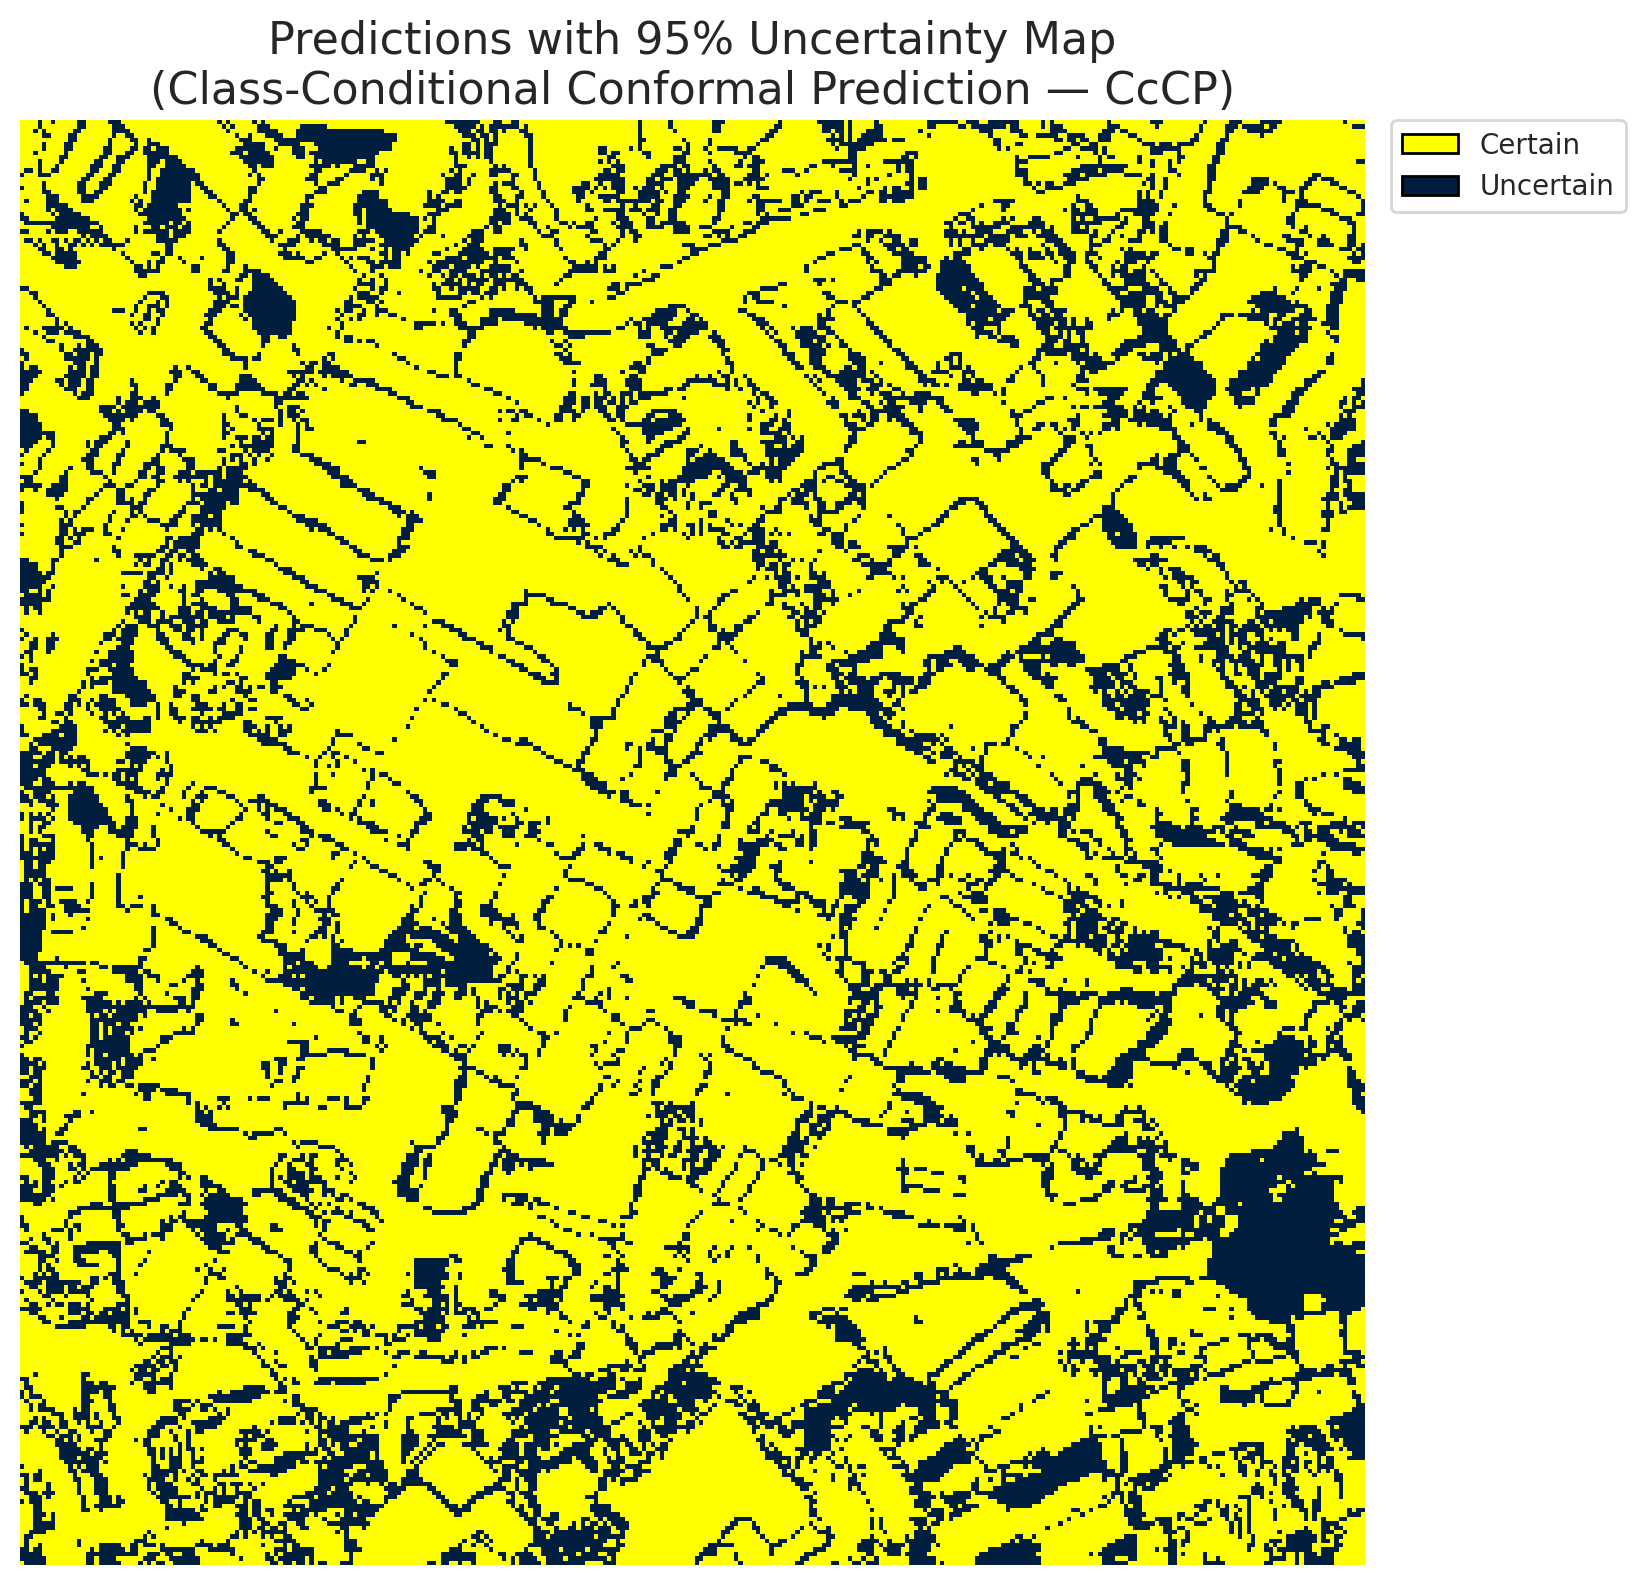 Predictions with 95% Uncertainty Map
(Class-Conditional Conformal Prediction — CcCP)
Certain
Uncertain